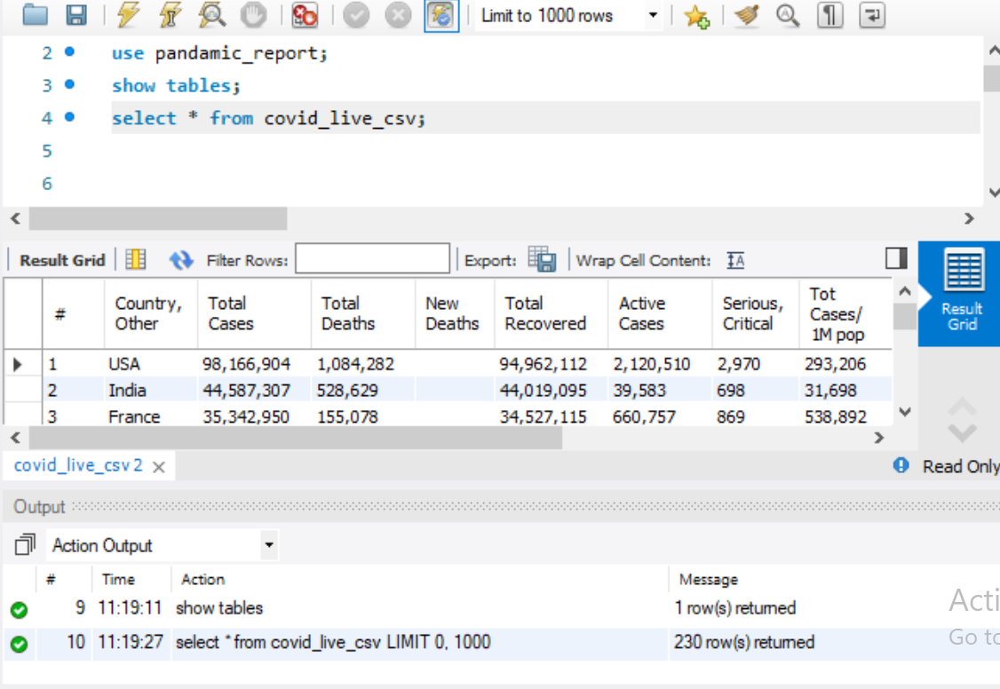 Limit to 1000 rows
2 use pandamic_report;
3 show tables;
4 select * from covid_live_csv;
5
6
Result Grid Filter Rows: Export: Wrap Cell Content:
# Country, Other Total Cases Total Deaths New Deaths Total Recovered Active Cases Serious, Critical Tot Cases/ 1M pop
1 USA 98,166,904 1,084,282 94,962,112 2,120,510 2,970 293,206
2 India 44,587,307 528,629 44,019,095 39,583 698 31,698
3 France 35,342,950 155,078 34,527,115 660,757 869 538,892
Result
Grid
covid_live_csv 2 Read Only
Output
Action Output
# Time Action Message
9 11:19:11 show tables 1 row(s) returned
10 11:19:27 select * from covid_live_csv LIMIT 0, 1000 230 row(s) returned
Acti
Go to